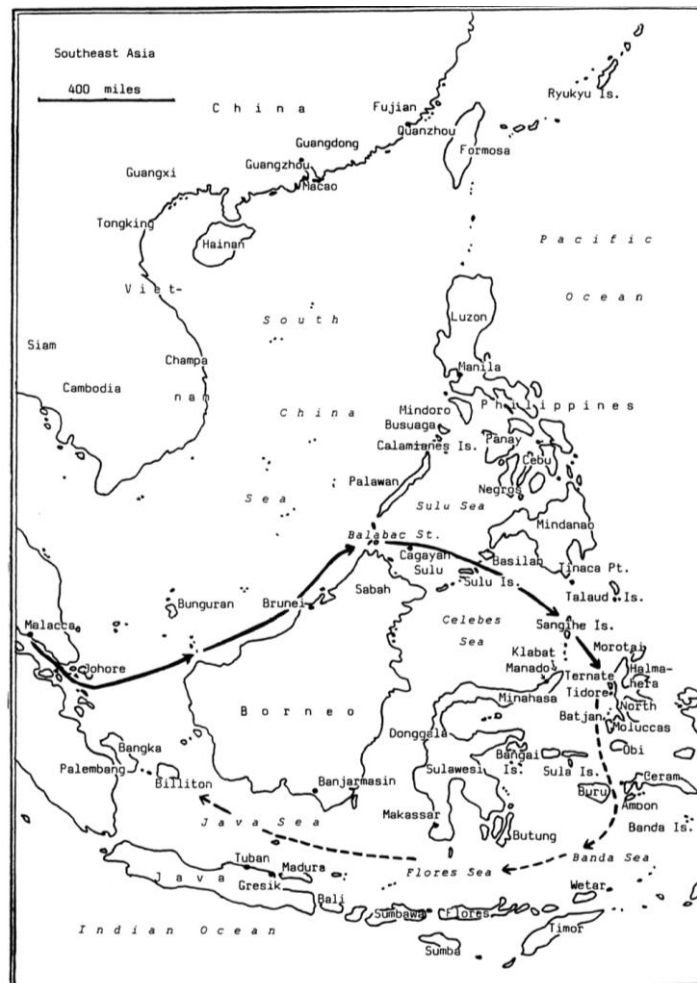 Southeast Asia
400 miles
China
Fujian
Quanzhou
Ryukyu Is.
Formosa
Guangdong
Guangzhou
Macao
Guangxi
Tongking
Hainan
Pacific
Ocean
Viet-
nam
South
China
Sea
Luzon
Siam
Champa
Cambodia
Manila
Philippines
Mindoro
Busuaga
Calamianes Is.
Panay
Cebu
Negros
Palawan
Sulu Sea
Mindanao
Balabac St.
Cagayan
Sulu
Basilan
Sulu Is.
Tinaca Pt.
Talaud Is.
Sabah
Bunguran
Brunei
Malacca
Johore
Celebes
Sea
Sangihe Is.
Klabat
Manado
Minahasa
Morotai
Halma-
hera
Ternate
Tidore
North
Moluccas
Batjan
Obi
Borneo
Donggala
Bangka
Palembang
Billiton
Banjarmasin
Sulawesi
Bangai
Is.
Sula Is.
Ceram
Buru
Ambon
Banda Is.
Makassar
Butung
Java Sea
Banda Sea
Flores Sea
Tuban
Madura
Java
Gresik
Bali
Wetar
Sumbawa
Flores
Timor
Sumba
Indian Ocean